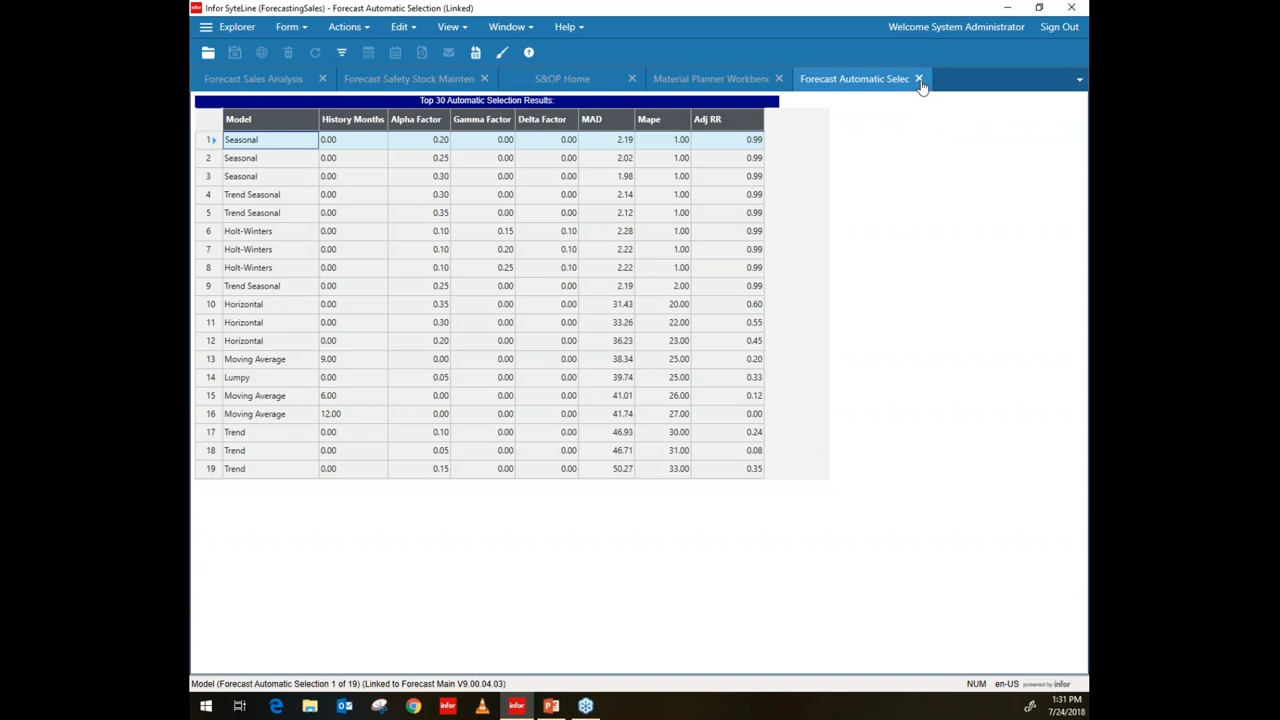 Infor SyteLine (ForecastingSales) - Forecast Automatic Selection (Linked)
Explorer Form Actions Edit View Window Help Welcome System Administrator Sign Out
Forecast Sales Analysis Forecast Safety Stock Mainten S&OP Home Material Planner Workbenc Forecast Automatic Selec
Top 30 Automatic Selection Results:
Model History Months Alpha Factor Gamma Factor Delta Factor MAD Mape Adj RR
1 Seasonal 0.00 0.20 0.00 0.00 2.19 1.00 0.99
2 Seasonal 0.00 0.25 0.00 0.00 2.02 1.00 0.99
3 Seasonal 0.00 0.30 0.00 0.00 1.98 1.00 0.99
4 Trend Seasonal 0.00 0.30 0.00 0.00 2.14 1.00 0.99
5 Trend Seasonal 0.00 0.35 0.00 0.00 2.12 1.00 0.99
6 Holt-Winters 0.00 0.10 0.15 0.10 2.28 1.00 0.99
7 Holt-Winters 0.00 0.10 0.20 0.10 2.22 1.00 0.99
8 Holt-Winters 0.00 0.10 0.25 0.10 2.22 1.00 0.99
9 Trend Seasonal 0.00 0.25 0.00 0.00 2.19 2.00 0.99
10 Horizontal 0.00 0.35 0.00 0.00 31.43 20.00 0.60
11 Horizontal 0.00 0.30 0.00 0.00 33.26 22.00 0.55
12 Horizontal 0.00 0.20 0.00 0.00 36.23 23.00 0.45
13 Moving Average 9.00 0.00 0.00 0.00 38.34 25.00 0.20
14 Lumpy 0.00 0.05 0.00 0.00 39.74 25.00 0.33
15 Moving Average 6.00 0.00 0.00 0.00 41.01 26.00 0.12
16 Moving Average 12.00 0.00 0.00 0.00 41.74 27.00 0.00
17 Trend 0.00 0.10 0.00 0.00 46.93 30.00 0.24
18 Trend 0.00 0.05 0.00 0.00 46.71 31.00 0.08
19 Trend 0.00 0.15 0.00 0.00 50.27 33.00 0.35
Model (Forecast Automatic Selection 1 of 19) (Linked to Forecast Main V9.00 04.03) NUM en-US powered by infor
infor infor
1:31 PM
7/24/2018